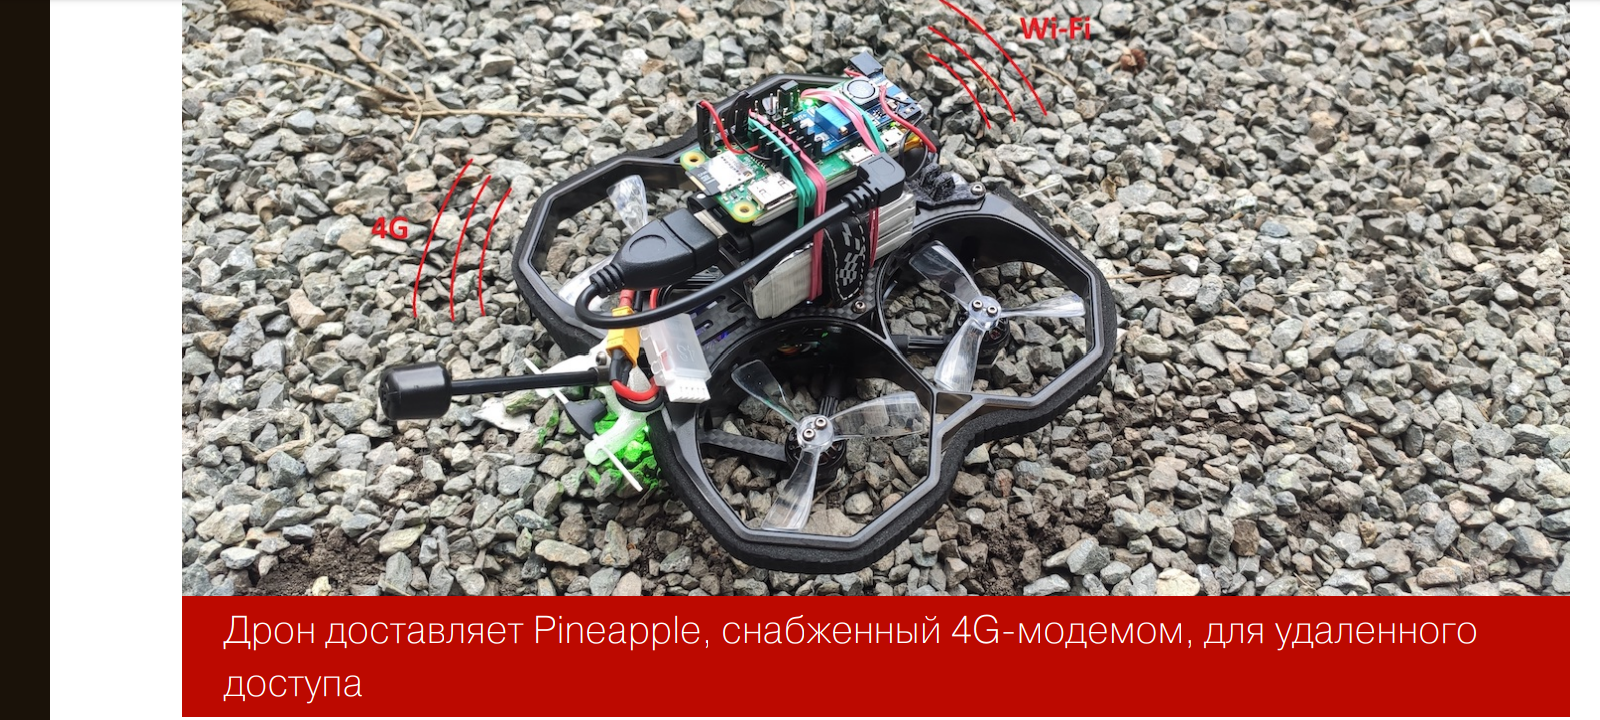 Wi-Fi
4G
Дрон доставляет Pineapple, снабженный 4G-модемом, для удаленного
доступа